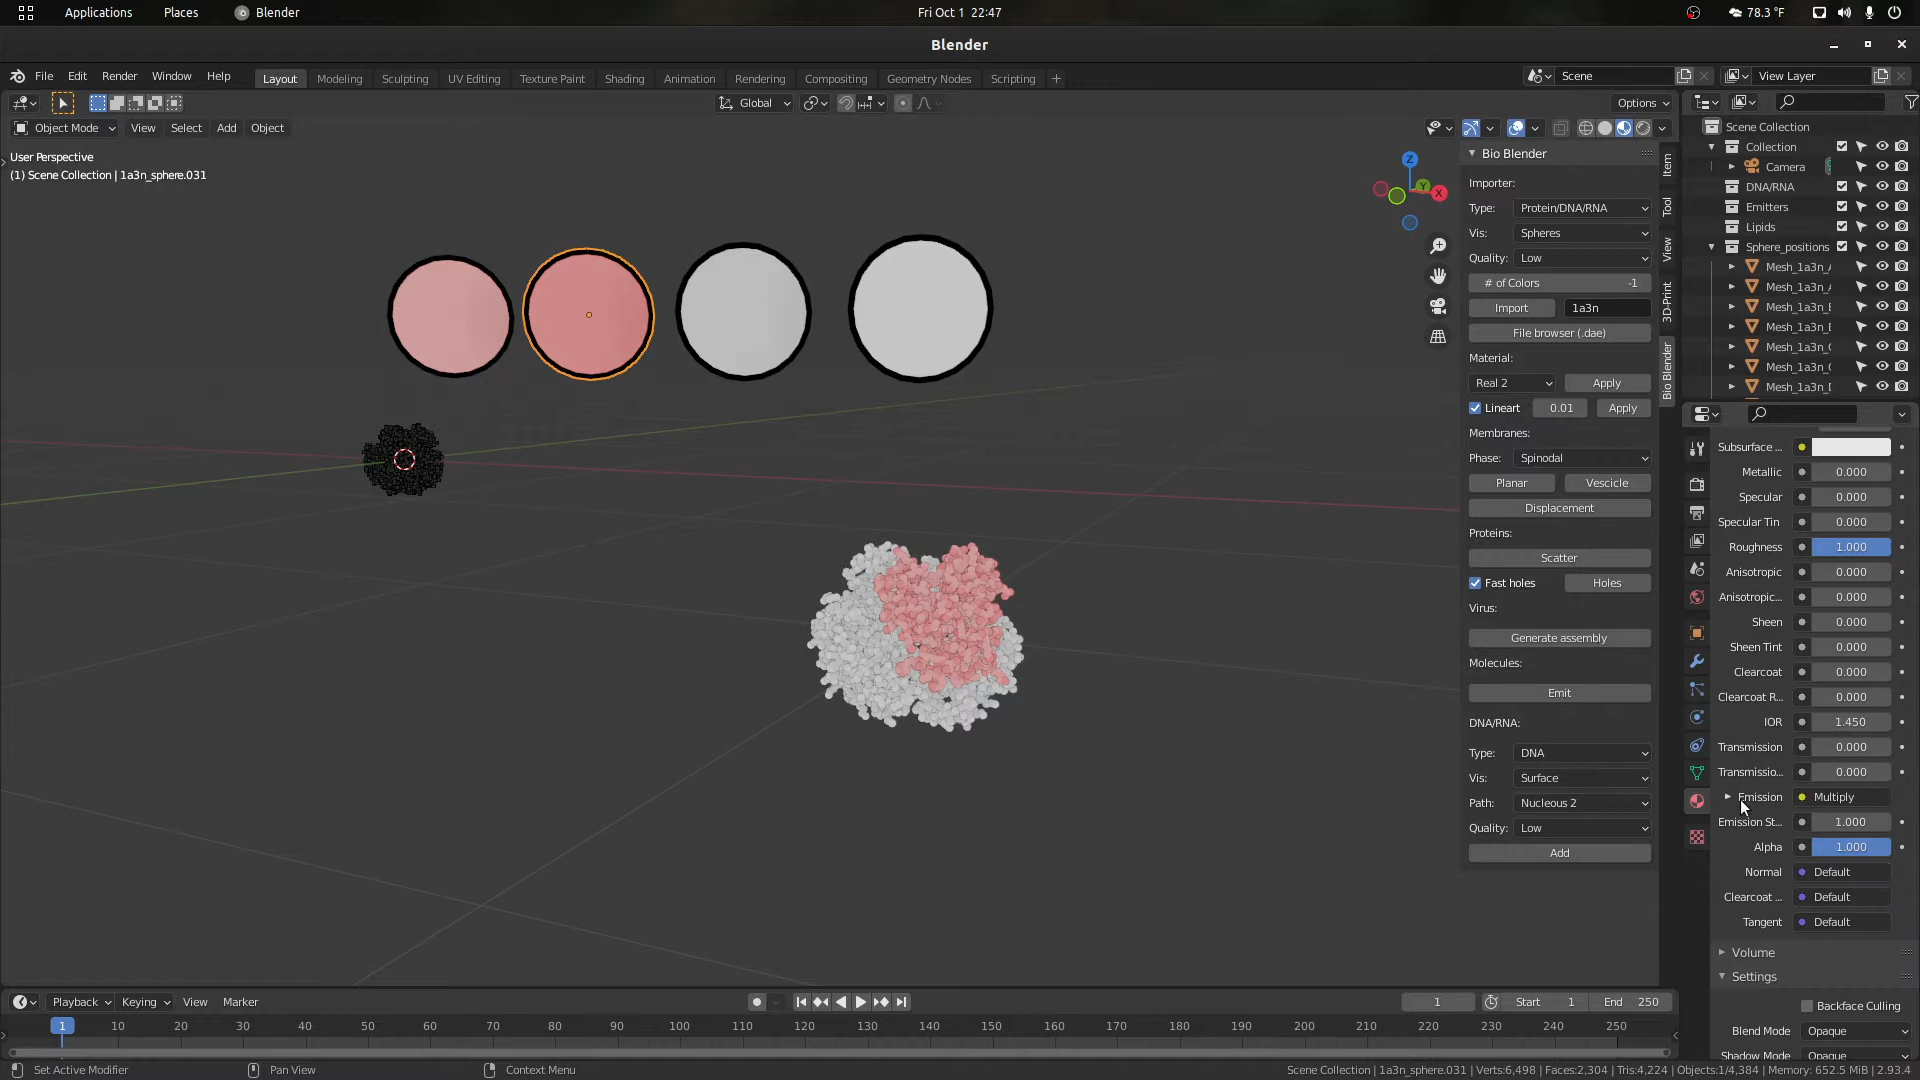 Applications Places Blender Fri Oct 1 22:47 78.3 °F
Blender
File Edit Render Window Help Layout Modeling Sculpting UV Editing Texture Paint Shading Animation Rendering Compositing Geometry Nodes Scripting + Scene View Layer
Global Options
Object Mode View Select Add Object
User Perspective
(1) Scene Collection | 1a3n_sphere.031
Z
Y
X
Bio Blender
Importer:
Type: Protein/DNA/RNA
Vis: Spheres
Quality: Low
# of Colors -1
Import 1a3n
File browser (.dae)
Material:
Real 2 Apply
Lineart 0.01 Apply
Membranes:
Phase: Spinodal
Planar Vescicle
Displacement
Proteins:
Scatter
Fast holes Holes
Virus:
Generate assembly
Molecules:
Emit
DNA/RNA:
Type: DNA
Vis: Surface
Path: Nucleous 2
Quality: Low
Add
Item
Tool
View
3D-Print
Bio Blender
Scene Collection
Collection
Camera
DNA/RNA
Emitters
Lipids
Sphere_positions
Mesh_1a3n_A
Mesh_1a3n_A
Mesh_1a3n_E
Mesh_1a3n_E
Mesh_1a3n_C
Mesh_1a3n_C
Mesh_1a3n_D
Subsurface ...
Metallic 0.000
Specular 0.000
Specular Tin 0.000
Roughness 1.000
Anisotropic 0.000
Anisotropic... 0.000
Sheen 0.000
Sheen Tint 0.000
Clearcoat 0.000
Clearcoat R... 0.000
IOR 1.450
Transmission 0.000
Transmissio... 0.000
Emission Multiply
Emission St... 1.000
Alpha 1.000
Normal Default
Clearcoat ... Default
Tangent Default
Volume
Settings
Backface Culling
Blend Mode Opaque
Shadow Mode Opaque
Playback Keying View Marker 1 Start 1 End 250
1 10 20 30 40 50 60 70 80 90 100 110 120 130 140 150 160 170 180 190 200 210 220 230 240 250
Set Active Modifier Pan View Context Menu Scene Collection | 1a3n_sphere.031 | Verts:6,498 | Faces:2,304 | Tris:4,224 | Objects:1/4,384 | Memory: 652.5 MiB | 2.93.4